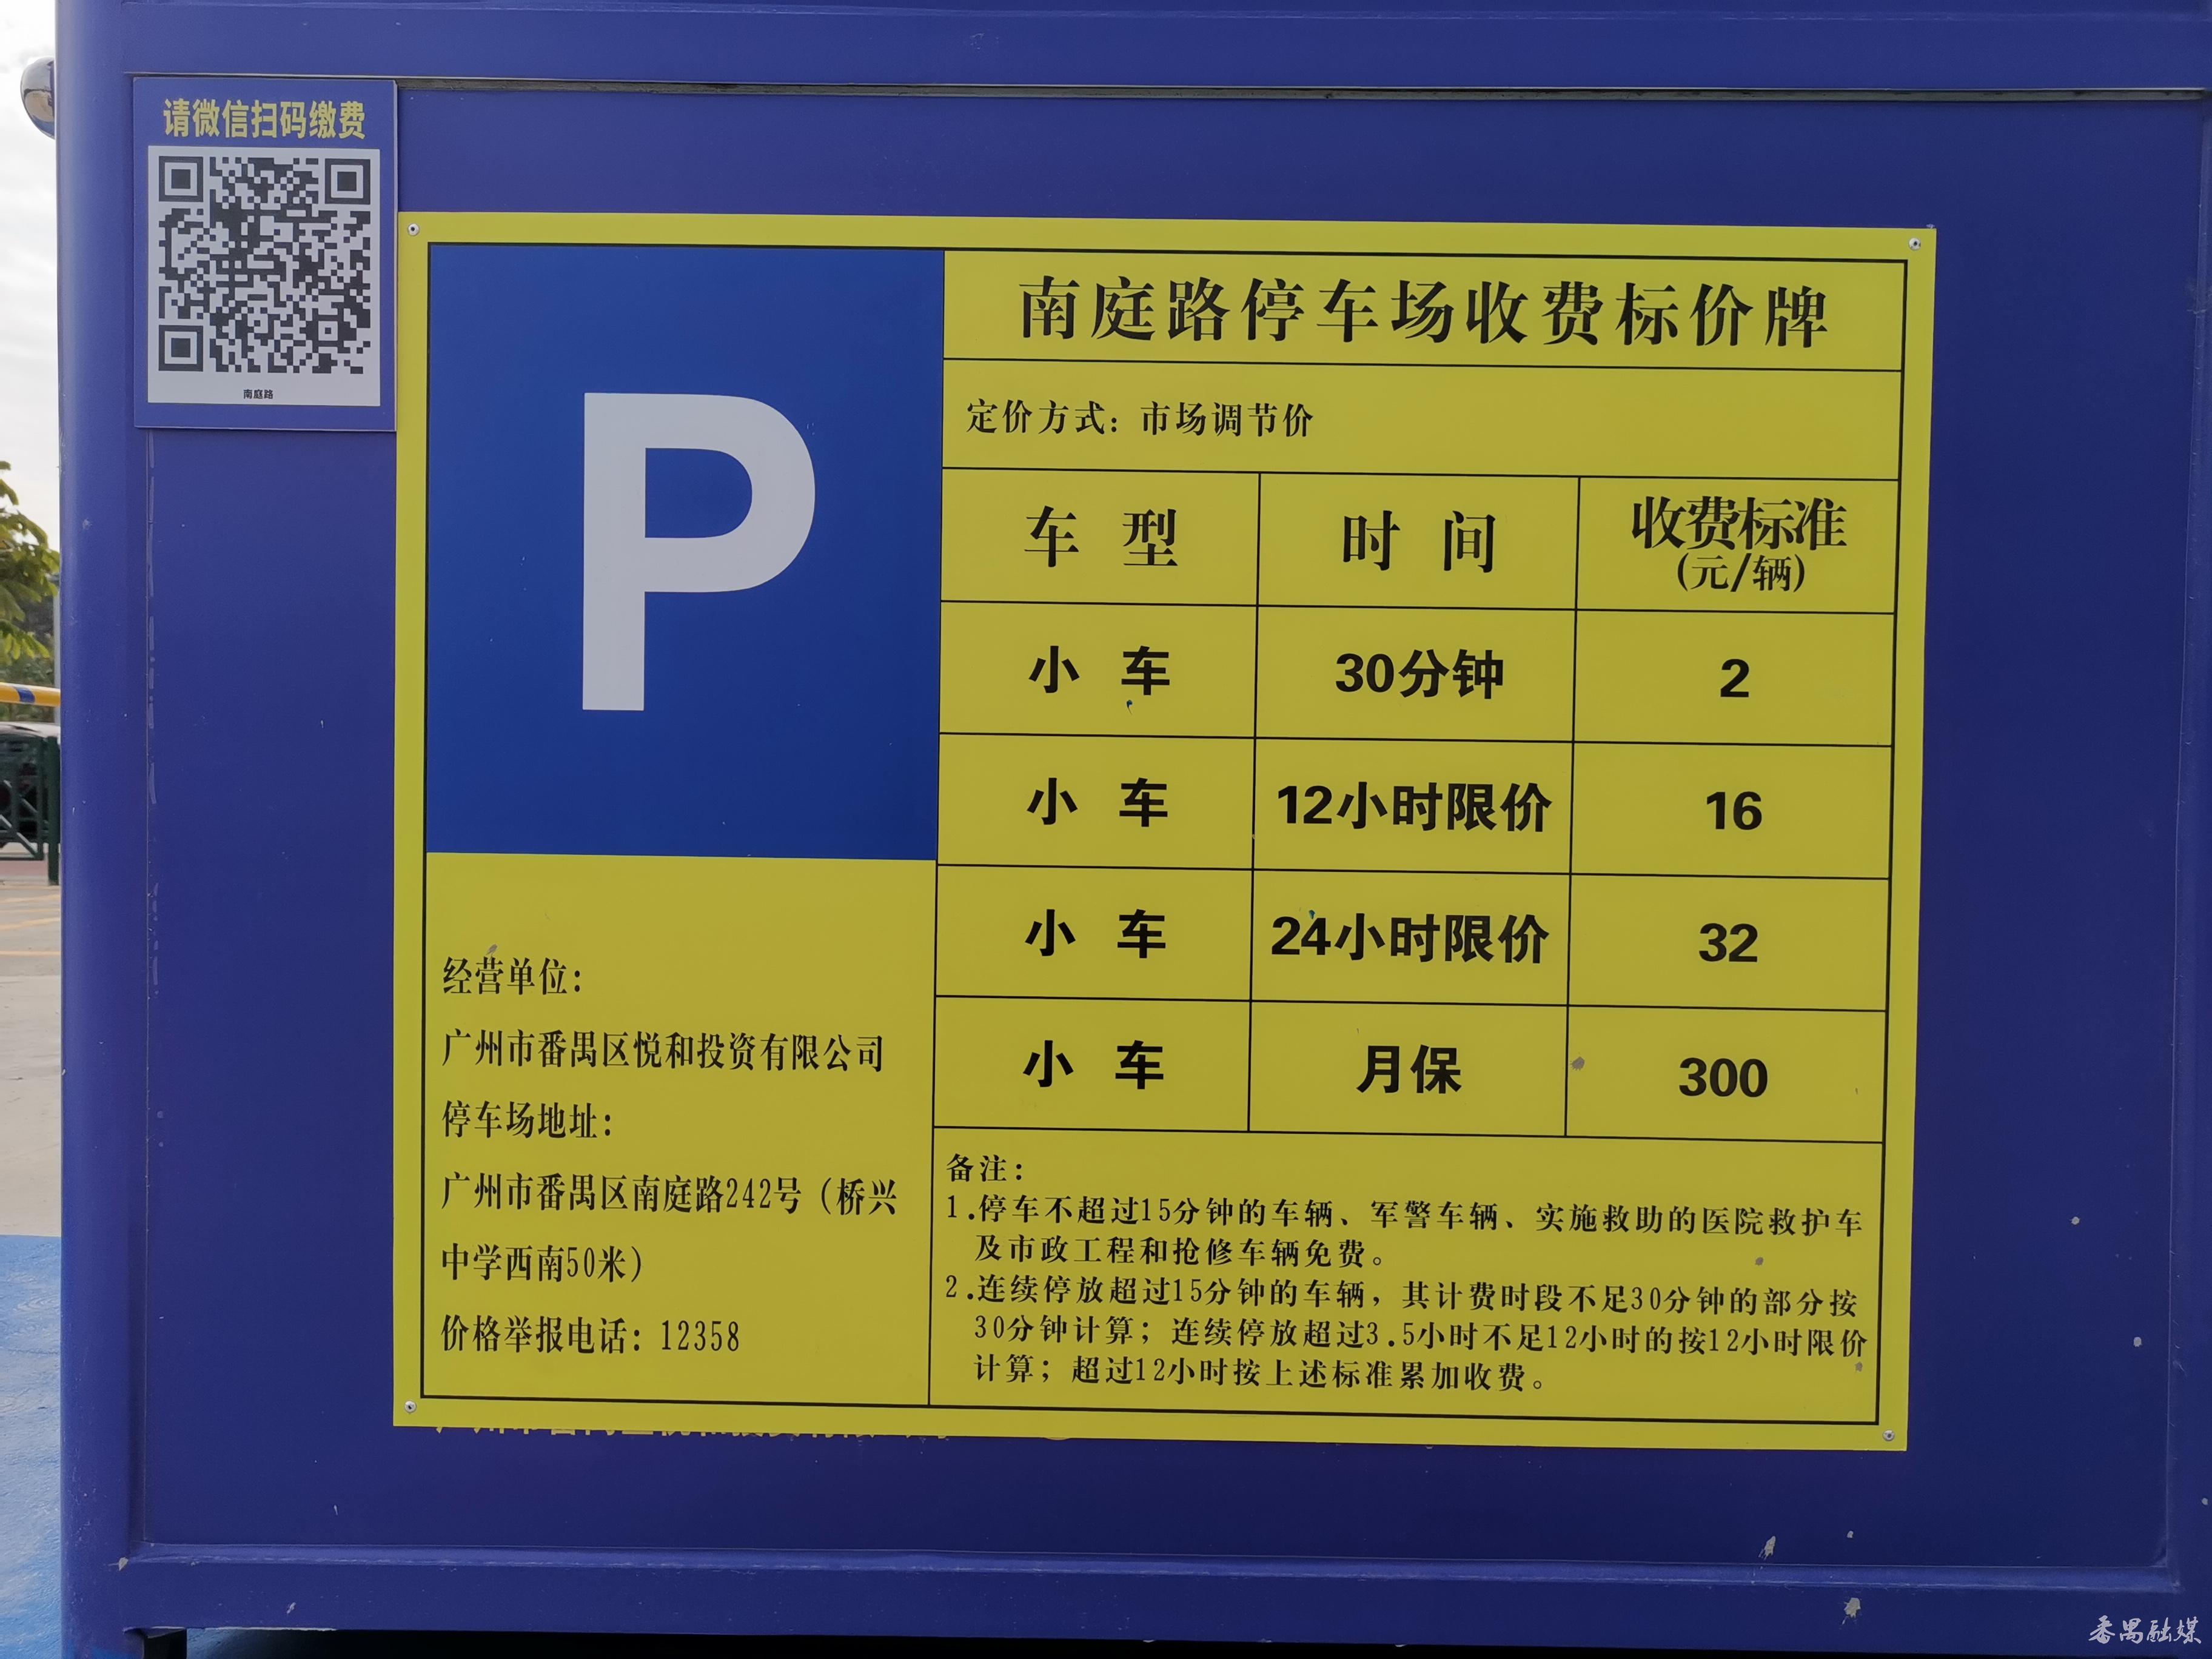 请微信扫码缴费
南庭路
P
南庭路停车场收费标价牌
定价方式：市场调节价
车 型 时 间 收费标准
(元/辆)
小 车 30分钟 2
小 车 12小时限价 16
小 车 24小时限价 32
小 车 月保 300
经营单位：
广州市番禺区悦和投资有限公司
停车场地址：
广州市番禺区南庭路242号（桥兴
中学西南50米）
价格举报电话：12358
备注：
1.停车不超过15分钟的车辆、军警车辆、实施救助的医院救护车
及市政工程和抢修车辆免费。
2.连续停放超过15分钟的车辆，其计费时段不足30分钟的部分按
30分钟计算；连续停放超过3.5小时不足12小时的按12小时限价
计算；超过12小时按上述标准累加收费。
番禺融媒